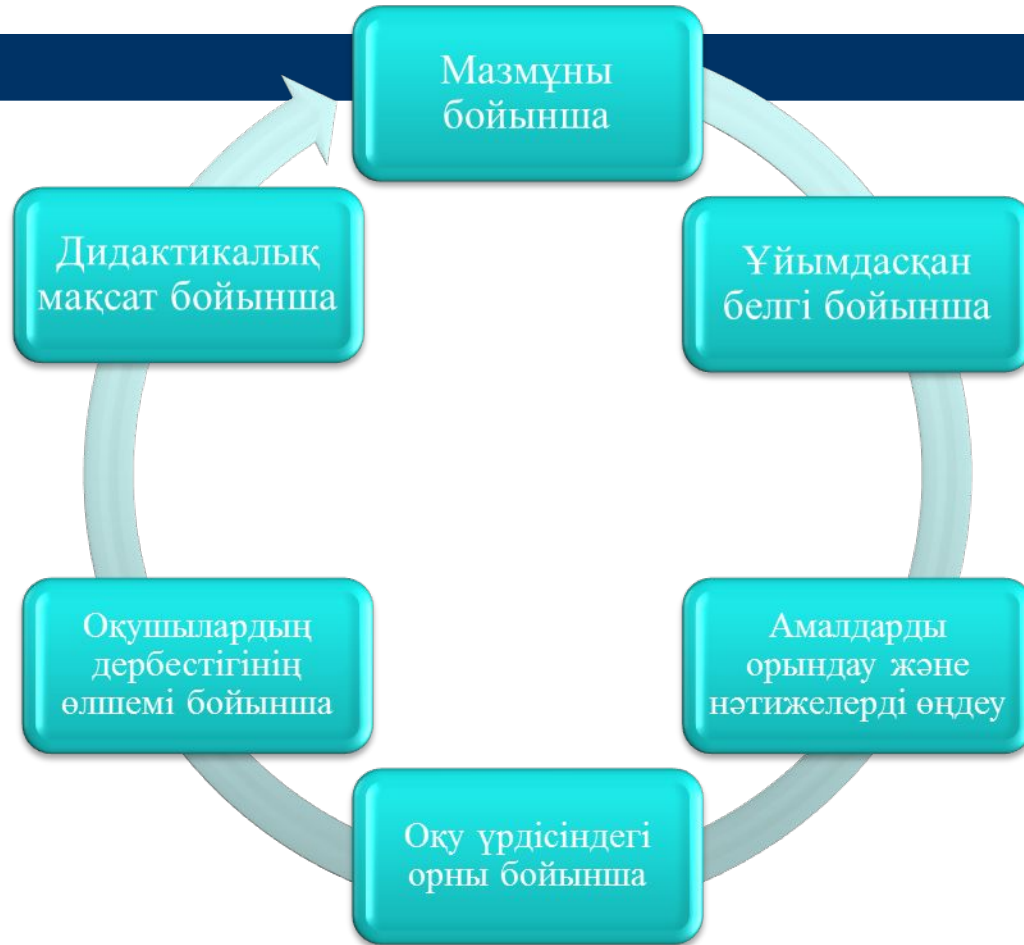 Мазмұны
бойынша
Ұйымдасқан
белгі бойынша
Амалдарды
орындау және
нәтижелерді өңдеу
Оқу үрдісіндегі
орны бойынша
Оқушылардың
дербестігінің
өлшемі бойынша
Дидактикалық
мақсат бойынша